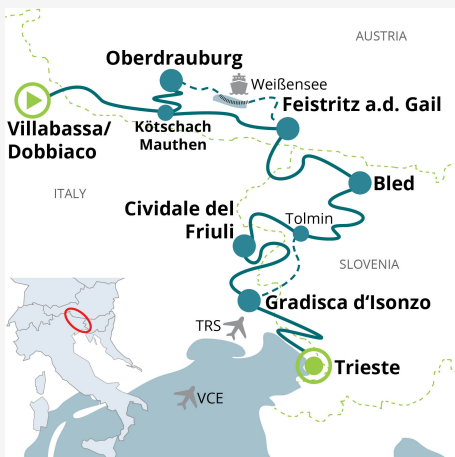 AUSTRIA
Oberdrauburg
Weißensee
Feistritz a.d. Gail
Villabassa/
Dobbiaco
Kötschach
Mauthen
ITALY
Bled
Cividale del
Friuli
Tolmin
SLOVENIA
Gradisca d‘Isonzo
TRS
Trieste
VCE